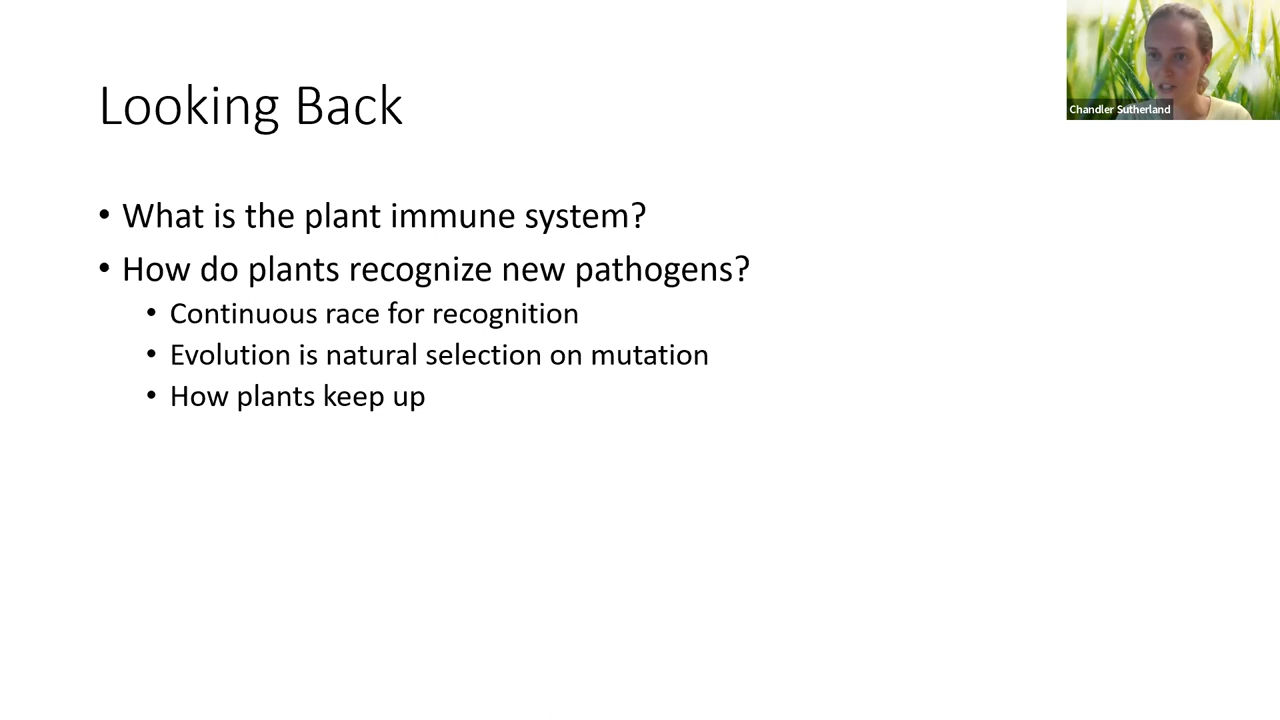 Looking Back
Chandler Sutherland
• What is the plant immune system?
• How do plants recognize new pathogens?
• Continuous race for recognition
• Evolution is natural selection on mutation
• How plants keep up